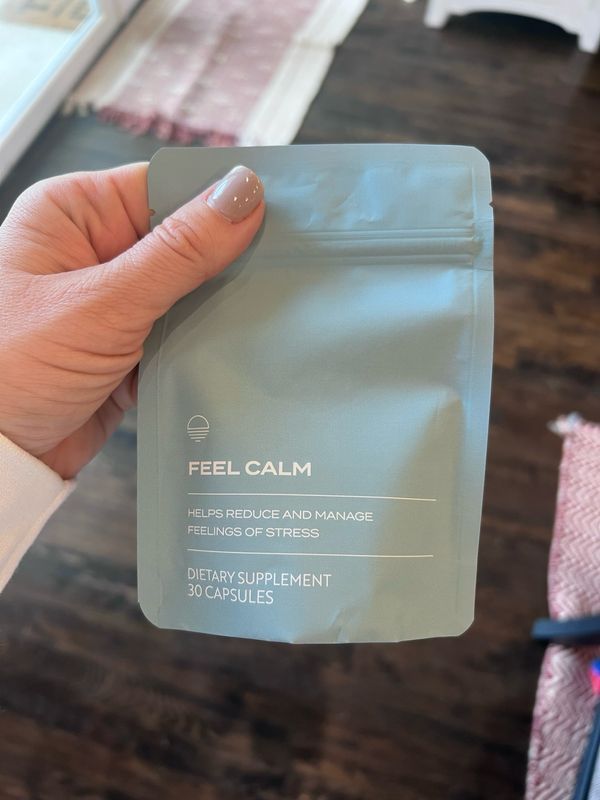 FEEL CALM
HELPS REDUCE AND MANAGE
FEELINGS OF STRESS
DIETARY SUPPLEMENT
30 CAPSULES